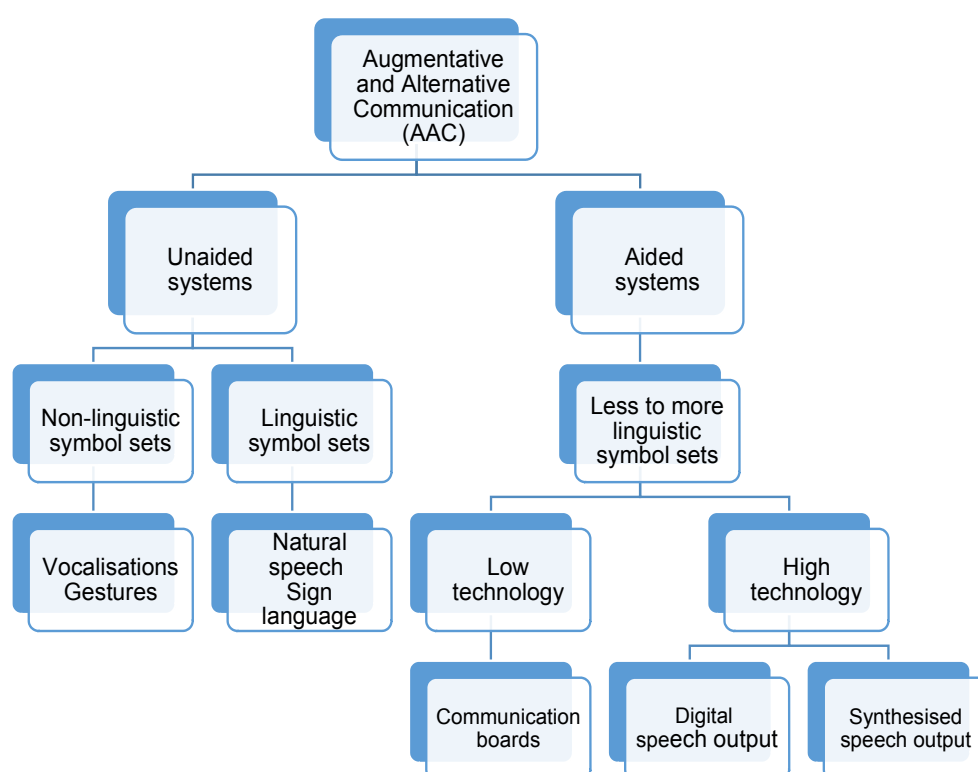 Augmentative
and Alternative
Communication
(AAC)
Unaided
systems
Aided
systems
Non-linguistic
symbol sets
Linguistic
symbol sets
Less to more
linguistic
symbol sets
Vocalisations
Gestures
Natural
speech
Sign
language
Low
technology
High
technology
Communication
boards
Digital
speech output
Synthesised
speech output